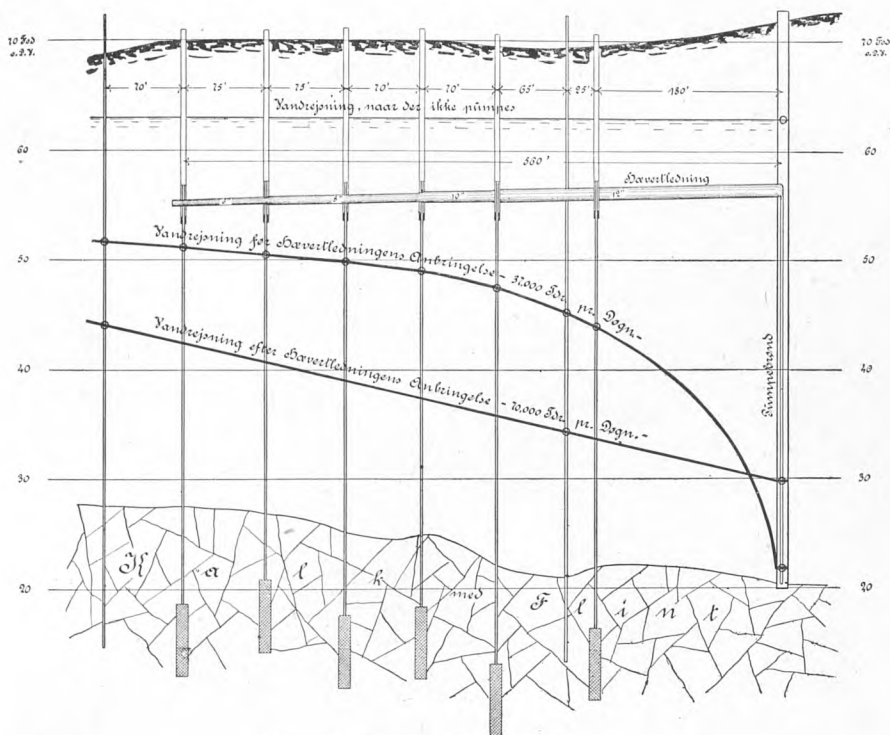 70 Fod
o.D.V.
70 Fod
o.D.V.
70' 75' 75' 70' 70' 65' 25' 180'
Vandrejsning, naar der ikke pumpes
60 60
560'
Hævertledning
8" 10" 12"
Vandrejsning før Hævertledningens Anbringelse – 37.000 Tdr. pr. Døgn. –
50 50
Vandrejsning efter Hævertledningens Anbringelse – 70.000 Tdr. pr. Døgn. –
40 40
Pumpebrønd
30 30
Kalk med Flint
20 20